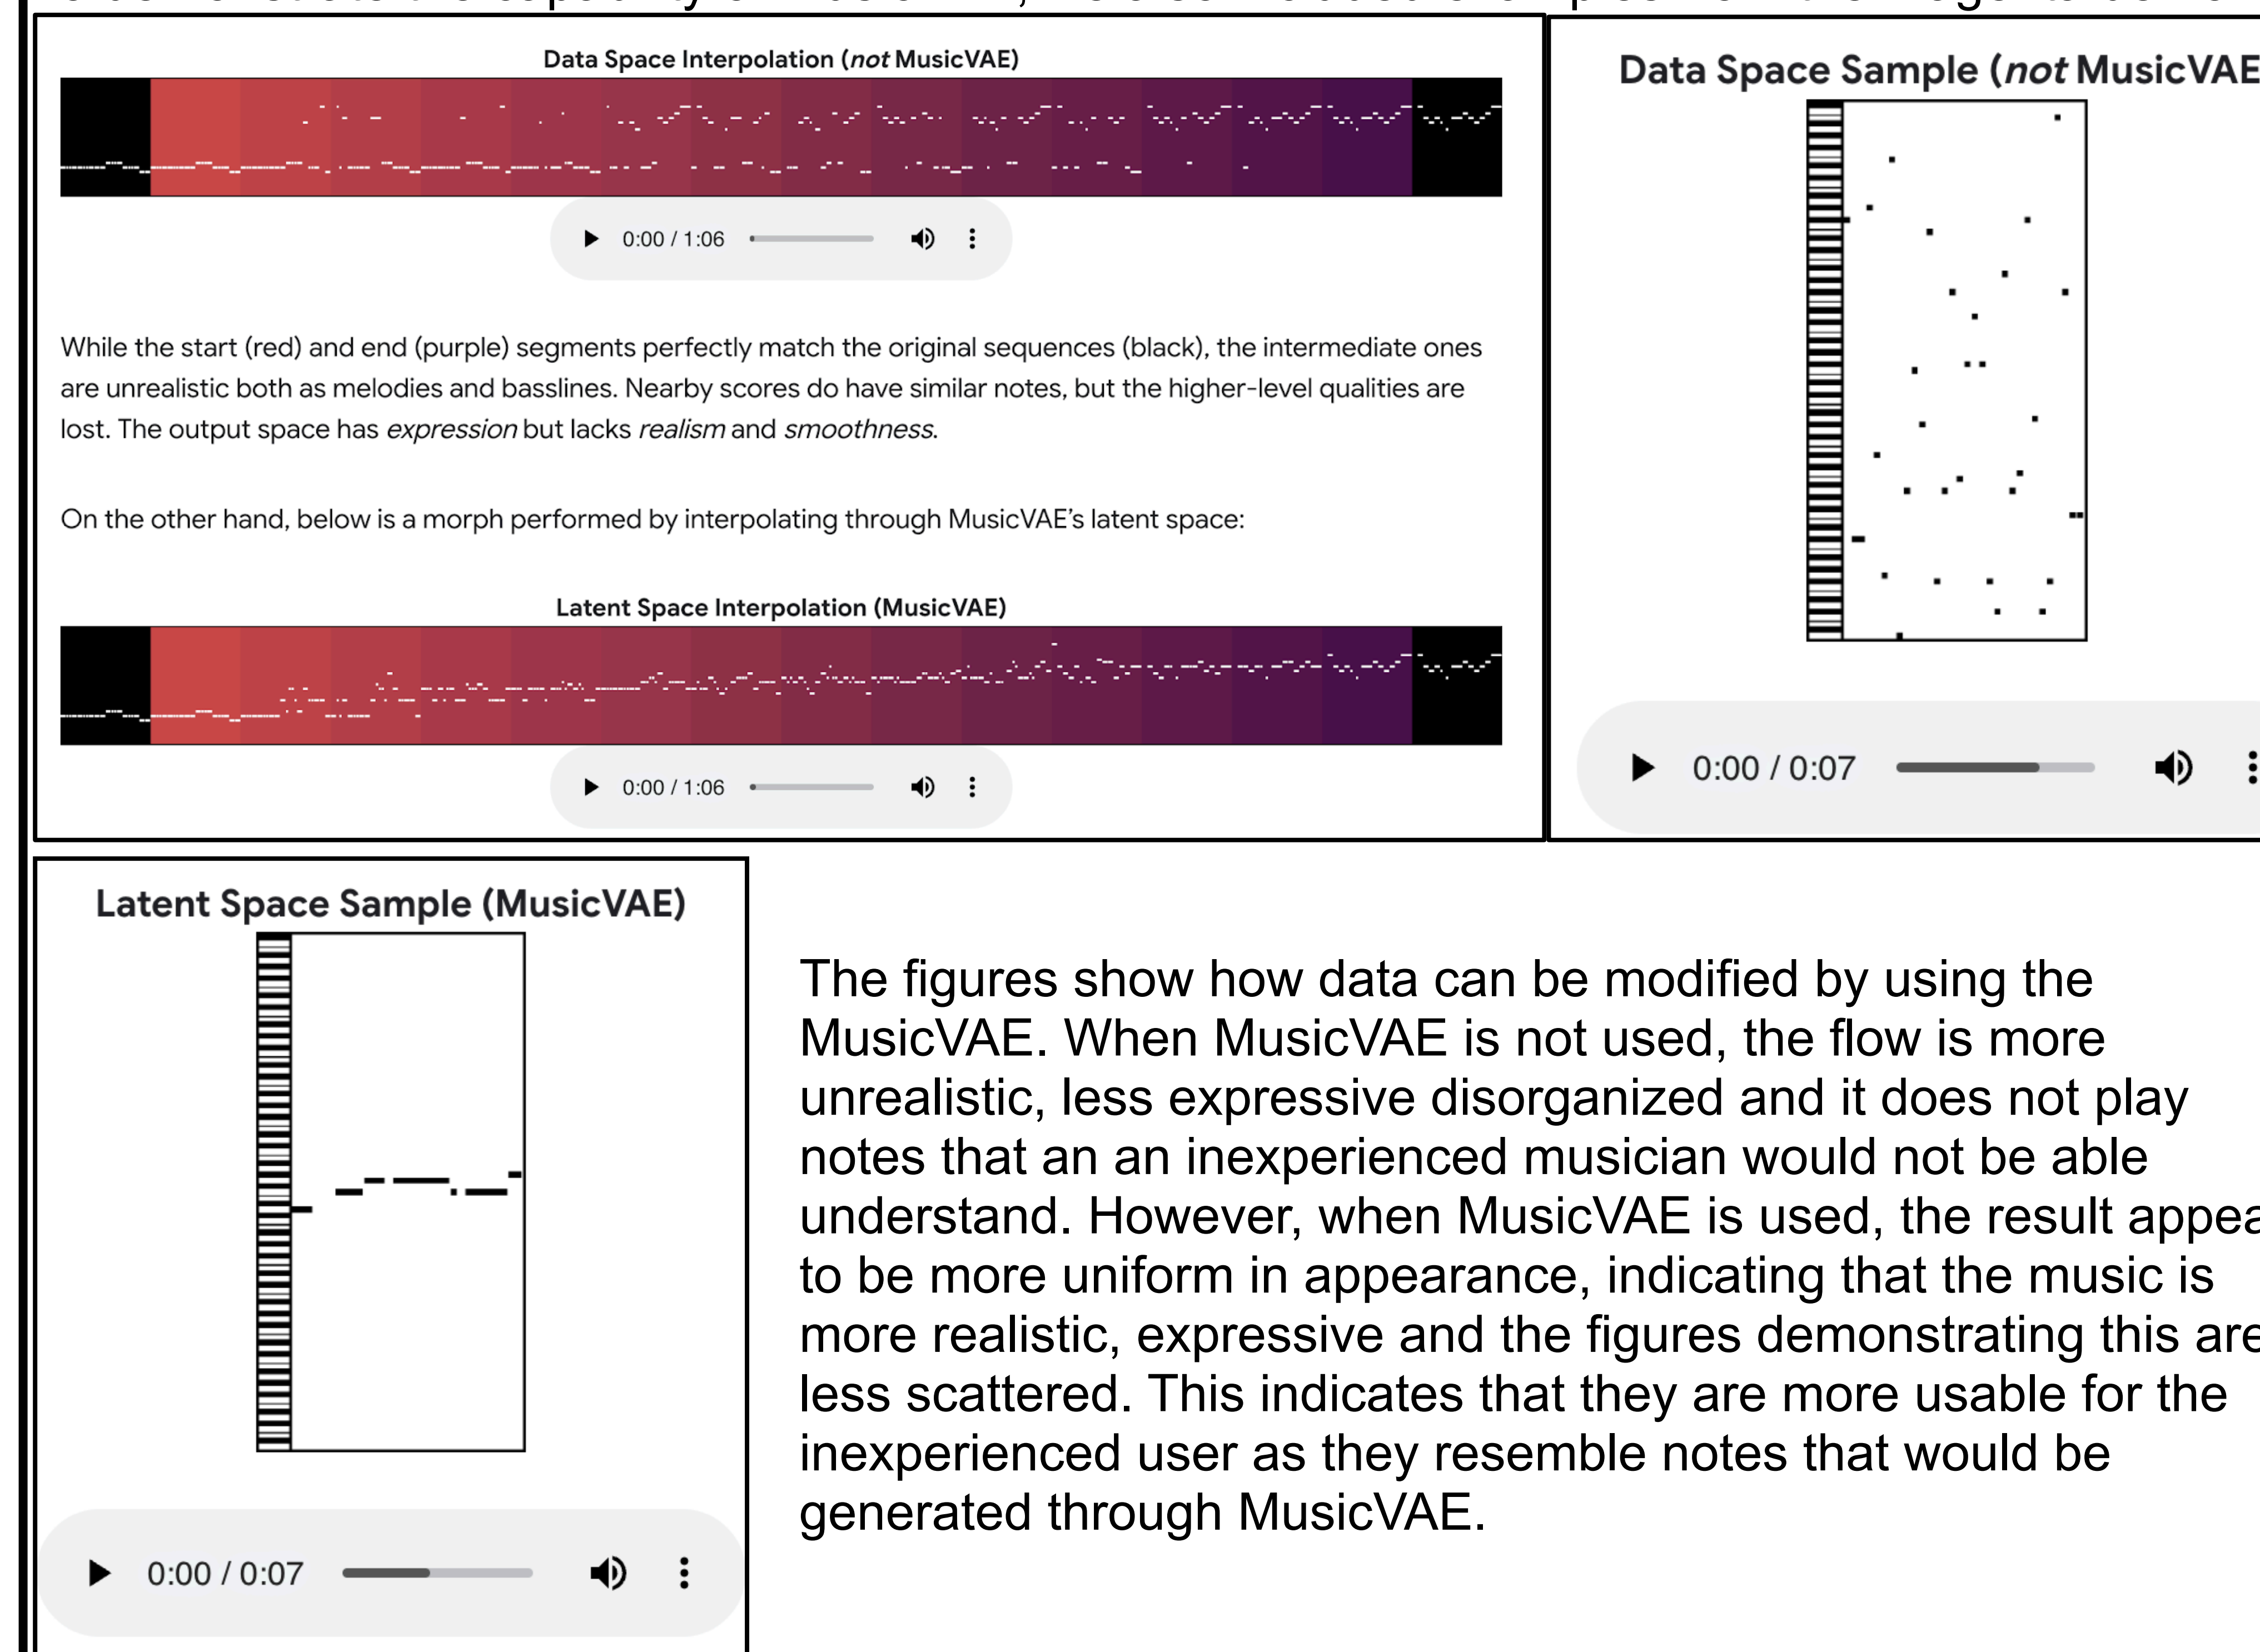 Data Space Interpolation (not MusicVAE)
0:00 / 1:06
While the start (red) and end (purple) segments perfectly match the original sequences (black), the intermediate ones
are unrealistic both as melodies and basslines. Nearby scores do have similar notes, but the higher-level qualities are
lost. The output space has expression but lacks realism and smoothness.
On the other hand, below is a morph performed by interpolating through MusicVAE's latent space:
Latent Space Interpolation (MusicVAE)
0:00 / 1:06
Data Space Sample (not MusicVAE
0:00 / 0:07
Latent Space Sample (MusicVAE)
0:00 / 0:07
The figures show how data can be modified by using the
MusicVAE. When MusicVAE is not used, the flow is more
unrealistic, less expressive disorganized and it does not play
notes that an an inexperienced musician would not be able
understand. However, when MusicVAE is used, the result appea
to be more uniform in appearance, indicating that the music is
more realistic, expressive and the figures demonstrating this are
less scattered. This indicates that they are more usable for the
inexperienced user as they resemble notes that would be
generated through MusicVAE.